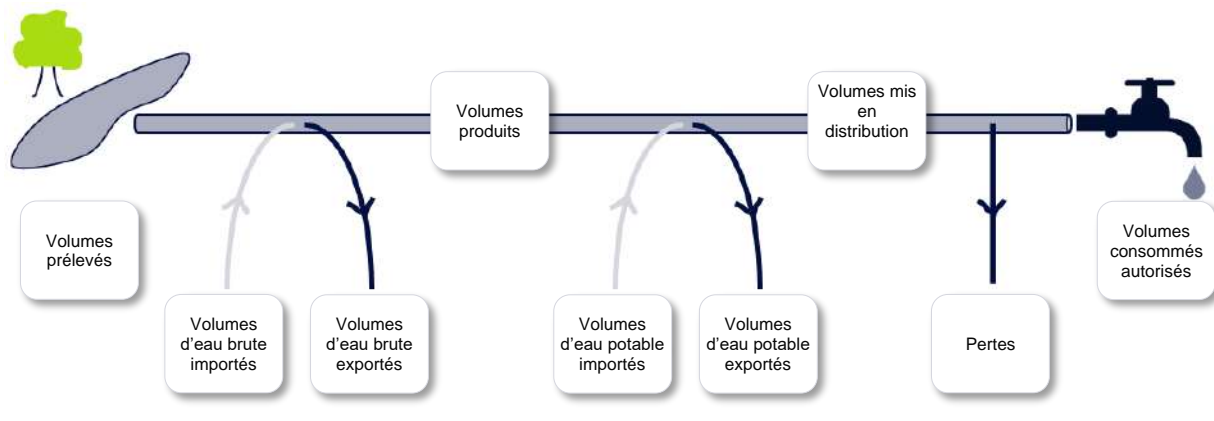 Volumes
prélevés
Volumes
d'eau brute
importés
Volumes
d'eau brute
exportés
Volumes
produits
Volumes
d'eau potable
importés
Volumes
d'eau potable
exportés
Volumes mis
en
distribution
Pertes
Volumes
consommés
autorisés